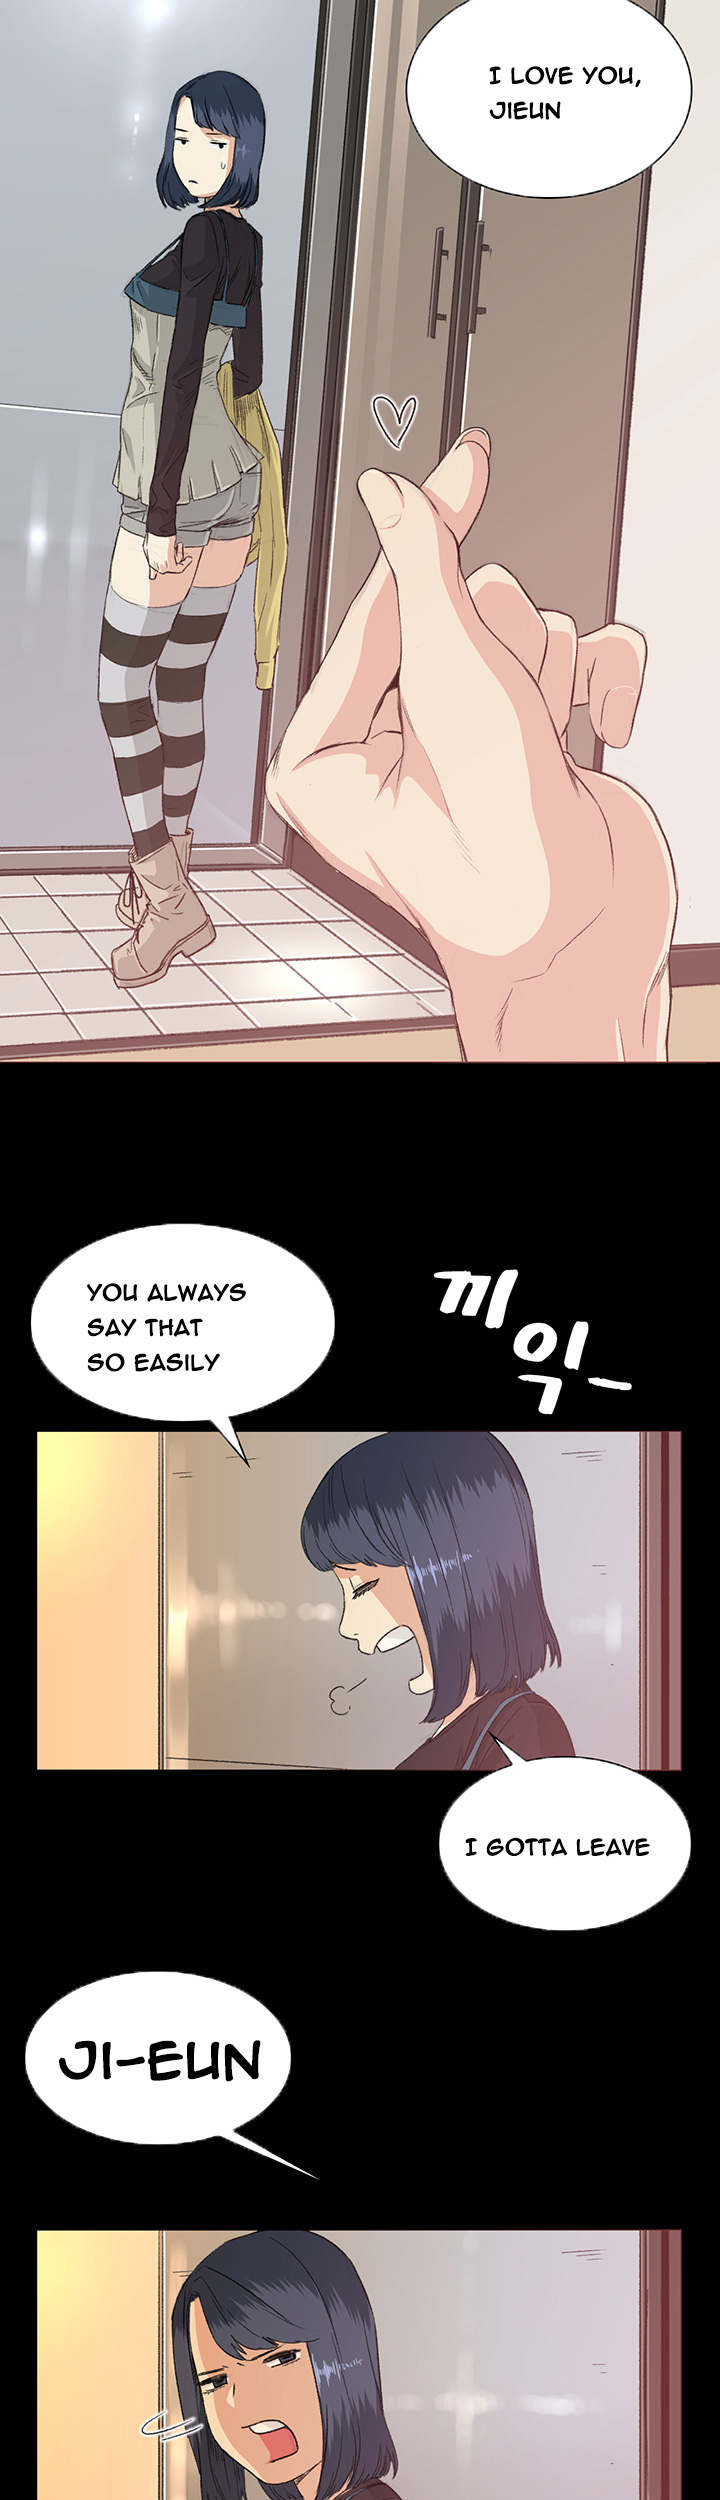 I LOVE YOU,
JIEUN
YOU ALWAYS
SAY THAT
SO EASILY
끼익-
I GOTTA LEAVE
JI-EUN